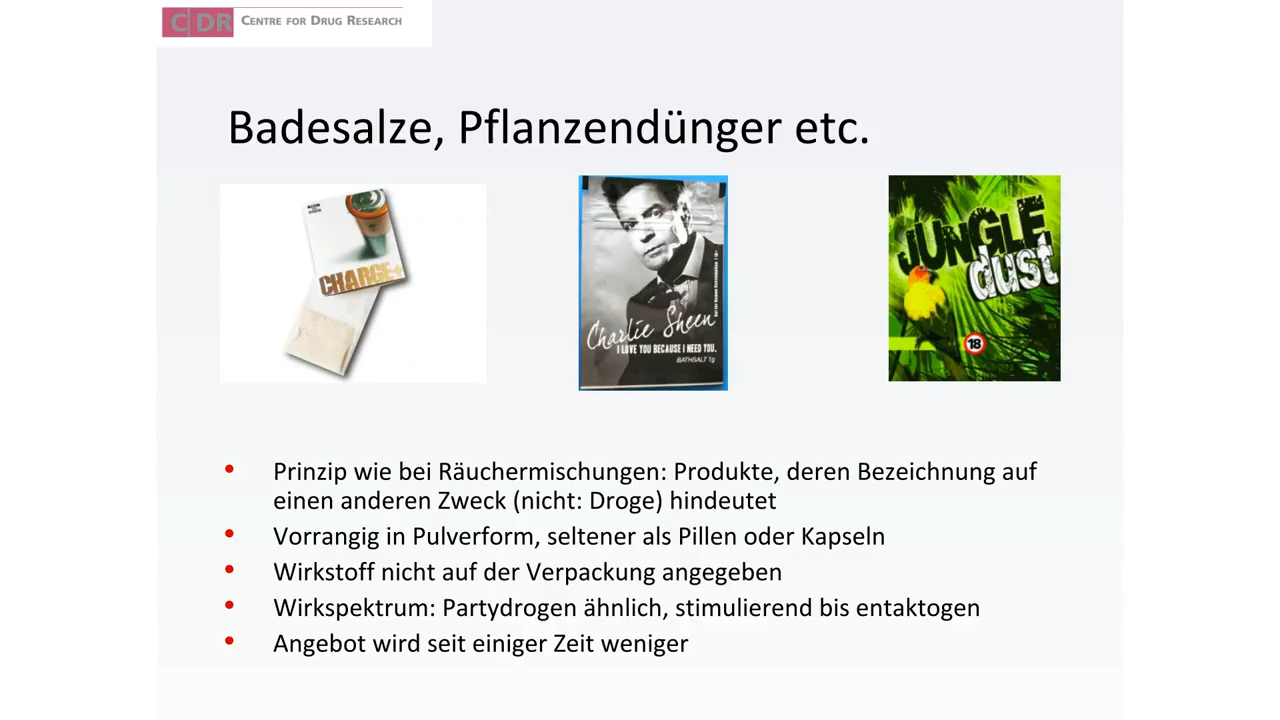 CDR CENTRE FOR DRUG RESEARCH
Badesalze, Pflanzendünger etc.
CHARGE+
Charlie Sheen
I LOVE YOU BECAUSE I NEED YOU.
BATHSALT 1g
JUNGLE
dust
18
Prinzip wie bei Räuchermischungen: Produkte, deren Bezeichnung auf
einen anderen Zweck (nicht: Droge) hindeutet
Vorrangig in Pulverform, seltener als Pillen oder Kapseln
Wirkstoff nicht auf der Verpackung angegeben
Wirkspektrum: Partydrogen ähnlich, stimulierend bis entaktogen
Angebot wird seit einiger Zeit weniger